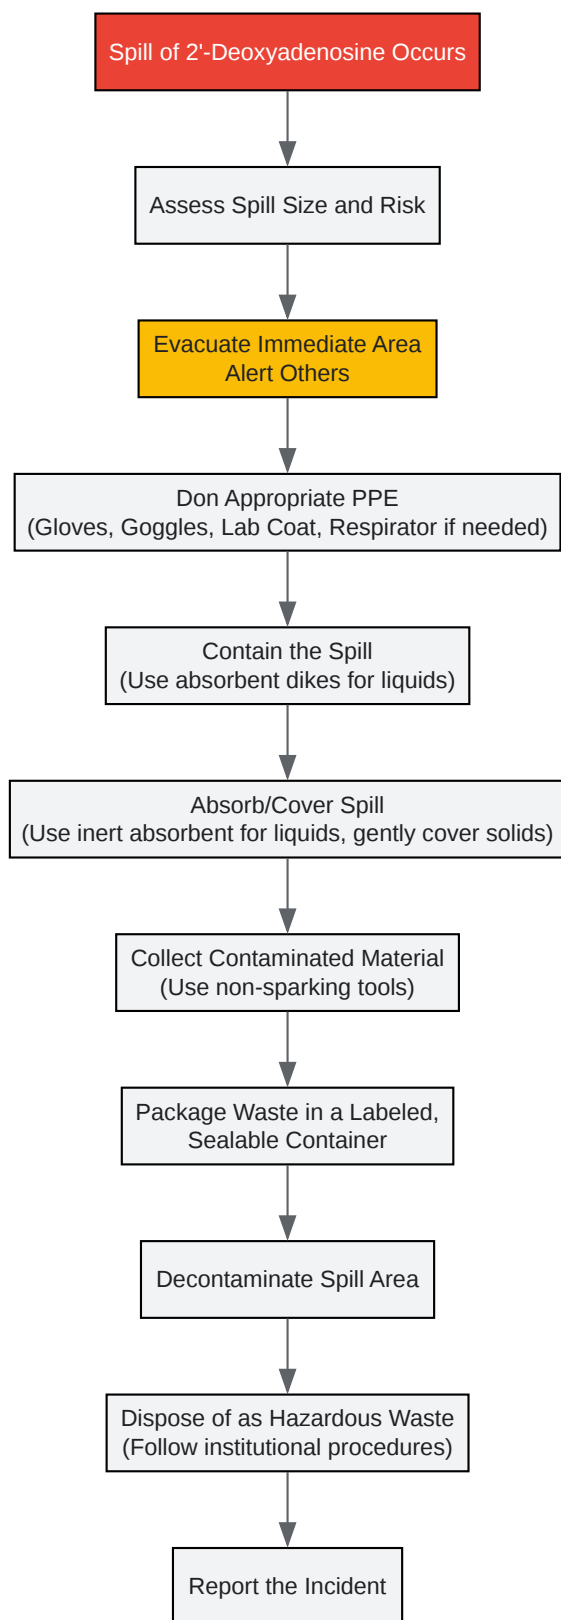 Spill of 2'-Deoxyadenosine Occurs
Assess Spill Size and Risk
Evacuate Immediate Area
Alert Others
Don Appropriate PPE
(Gloves, Goggles, Lab Coat, Respirator if needed)
Contain the Spill
(Use absorbent dikes for liquids)
Absorb/Cover Spill
(Use inert absorbent for liquids, gently cover solids)
Collect Contaminated Material
(Use non-sparking tools)
Package Waste in a Labeled,
Sealable Container
Decontaminate Spill Area
Dispose of as Hazardous Waste
(Follow institutional procedures)
Report the Incident